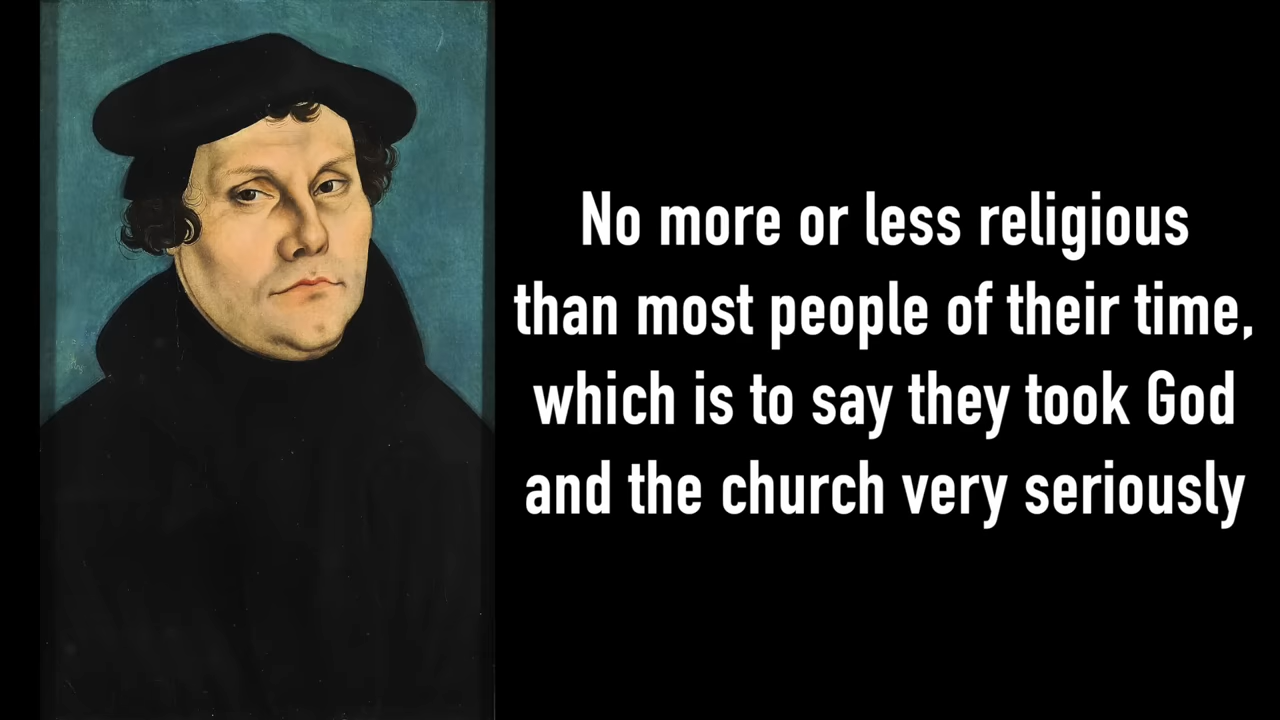 No more or less religious
than most people of their time,
which is to say they took God
and the church very seriously